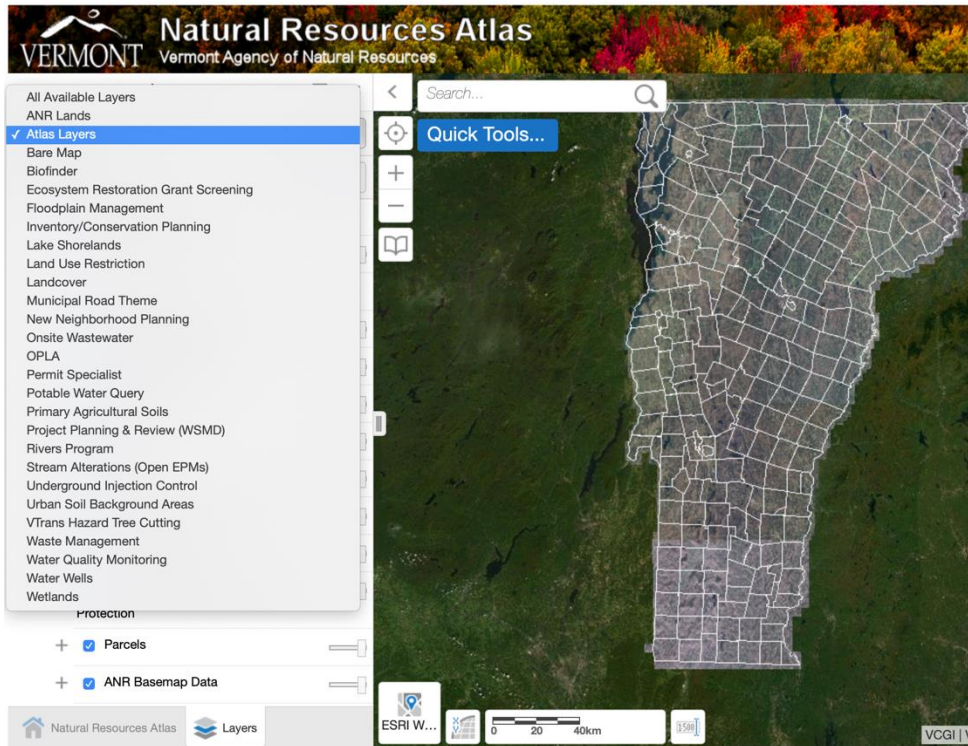 VERMONT
Natural Resources Atlas
Vermont Agency of Natural Resources
All Available Layers
ANR Lands
✓ Atlas Layers
Bare Map
Biofinder
Ecosystem Restoration Grant Screening
Floodplain Management
Inventory/Conservation Planning
Lake Shorelands
Land Use Restriction
Landcover
Municipal Road Theme
New Neighborhood Planning
Onsite Wastewater
OPLA
Permit Specialist
Potable Water Query
Primary Agricultural Soils
Project Planning & Review (WSMD)
Rivers Program
Stream Alterations (Open EPMs)
Underground Injection Control
Urban Soil Background Areas
VTrans Hazard Tree Cutting
Waste Management
Water Quality Monitoring
Water Wells
Wetlands
Protection
Parcels
ANR Basemap Data
Natural Resources Atlas
Layers
Search...
Quick Tools...
ESRI W...
X Y
0 20 40km
1:500
VCGI | V